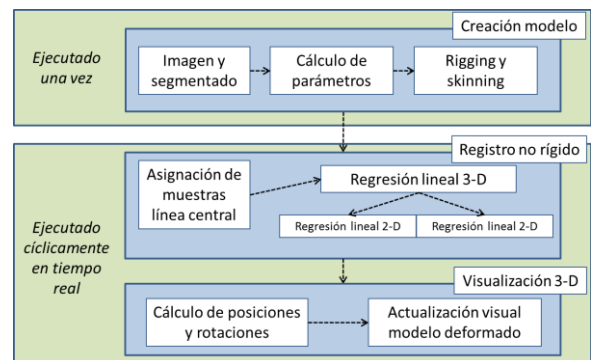 Creación modelo
Ejecutado
una vez
Imagen y
segmentado
Cálculo de
parámetros
Rigging y
skinning
Registro no rígido
Ejecutado
cíclicamente
en tiempo
real
Asignación de
muestras
línea central
Regresión lineal 3-D
Regresión lineal 2-D
Regresión lineal 2-D
Visualización 3-D
Cálculo de posiciones
y rotaciones
Actualización visual
modelo deformado